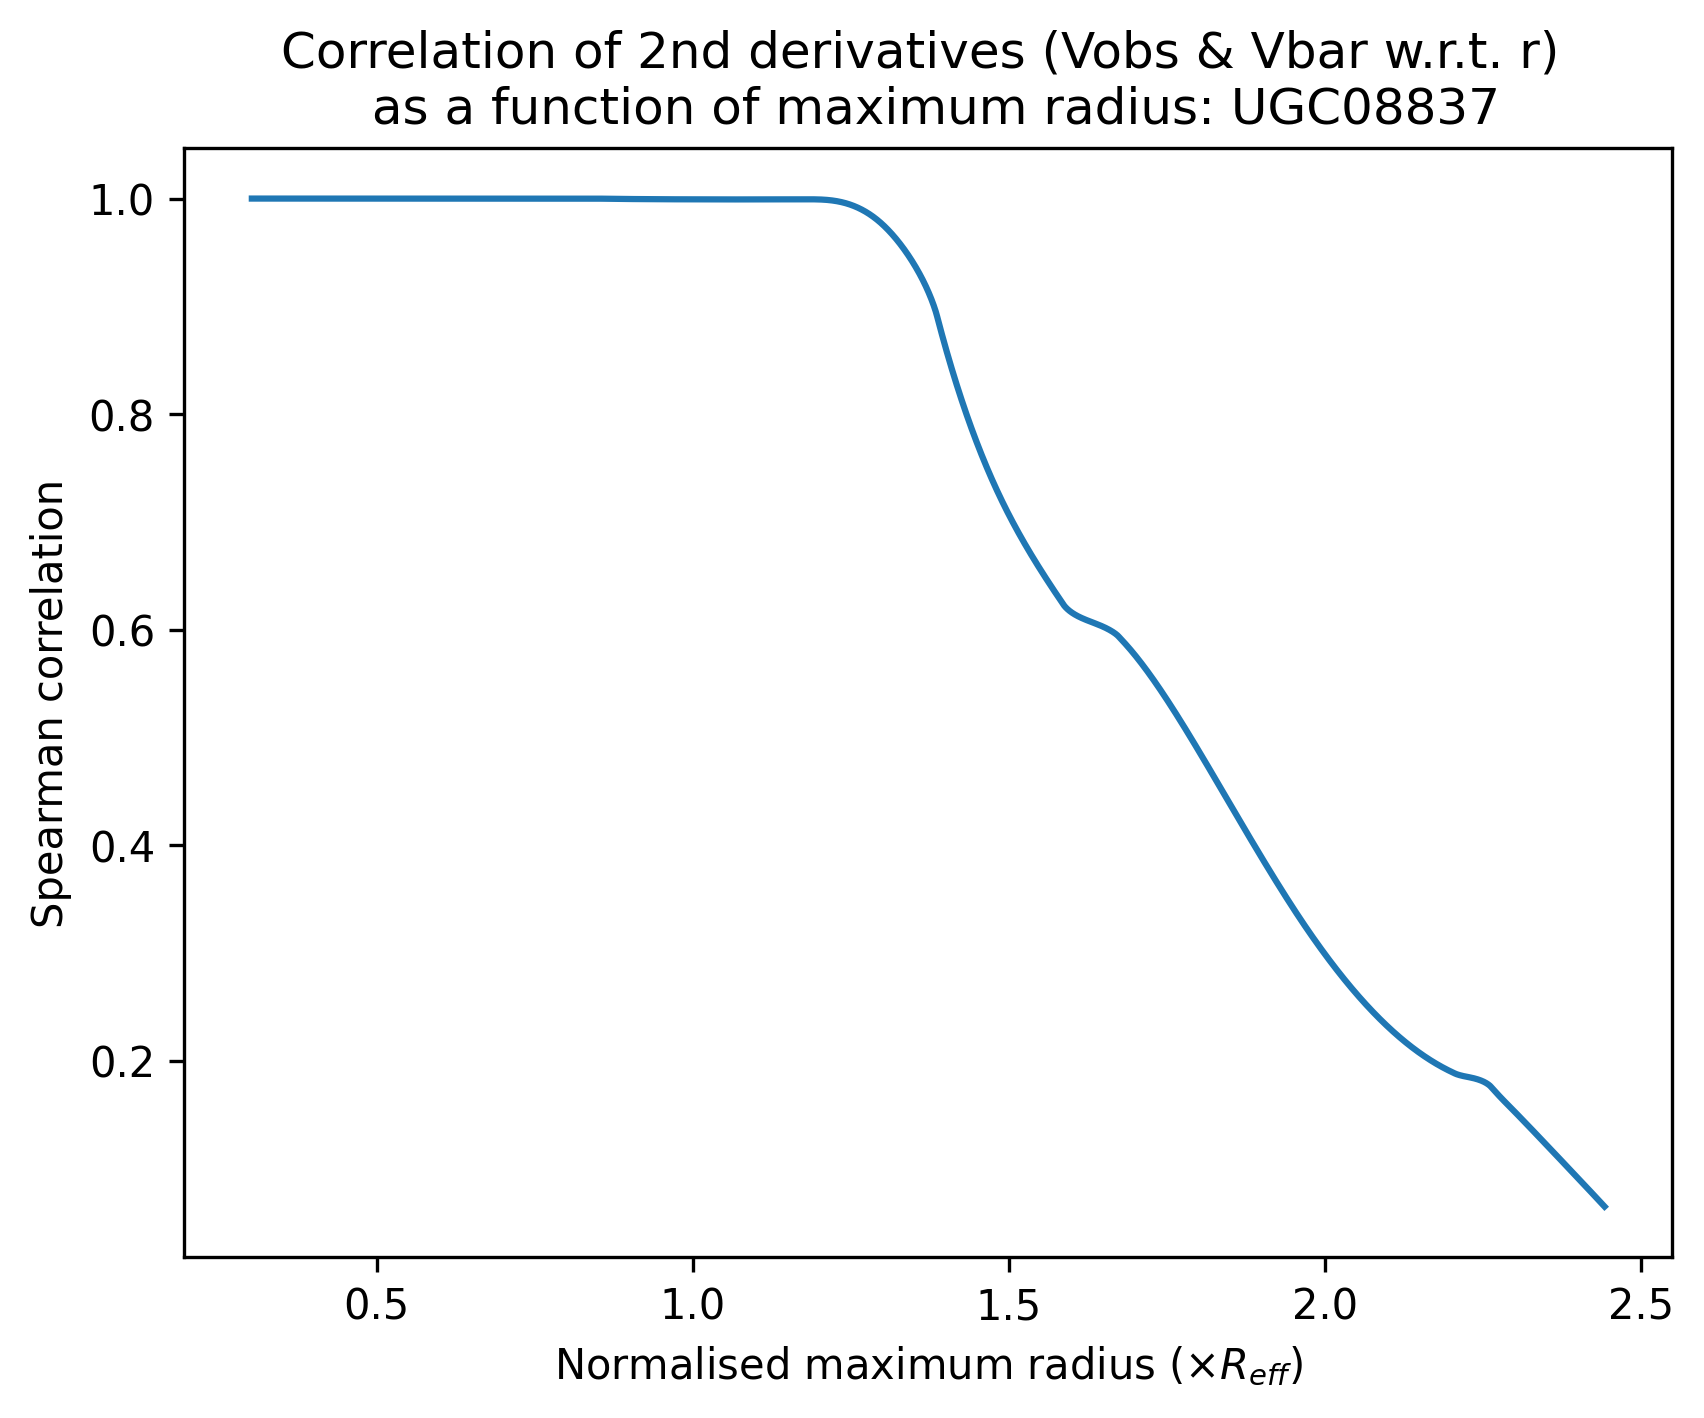 Correlation of 2nd derivatives (Vobs & Vbar w.r.t. r)
as a function of maximum radius: UGC08837
1.0
0.8
0.6
0.4
0.2
Spearman correlation
0.5 1.0 1.5 2.0 2.5
Normalised maximum radius (×R_eff)